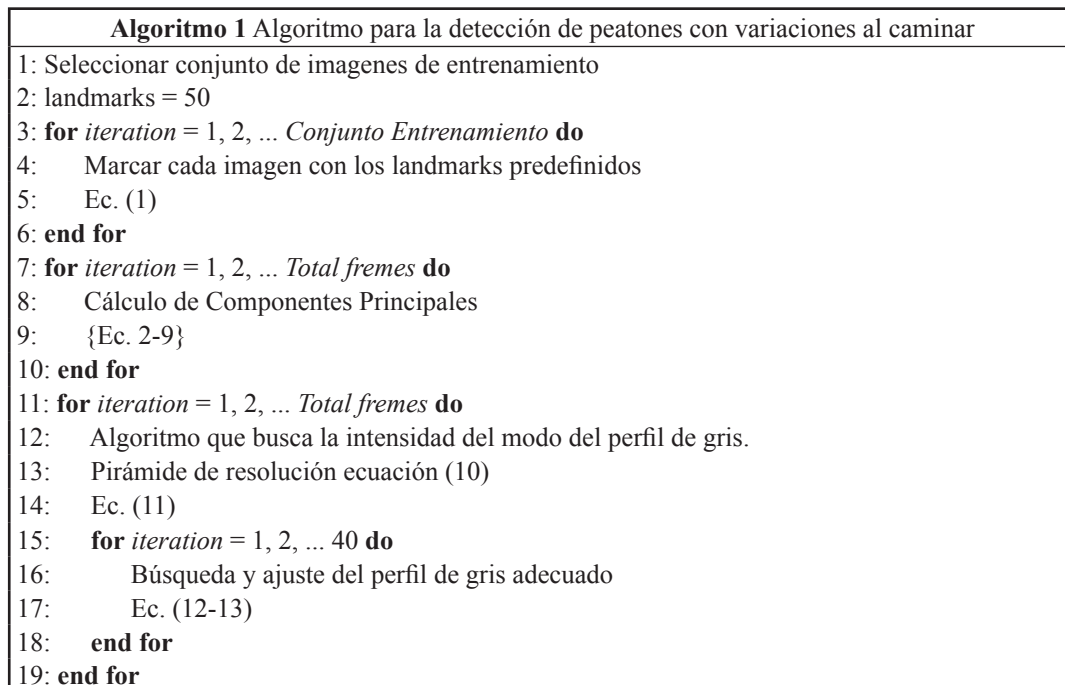 Algoritmo 1 Algoritmo para la detección de peatones con variaciones al caminar
1: Seleccionar conjunto de imagenes de entrenamiento
2: landmarks = 50
3: for iteration = 1, 2, ... Conjunto Entrenamiento do
4: Marcar cada imagen con los landmarks predefinidos
5: Ec. (1)
6: end for
7: for iteration = 1, 2, ... Total fremes do
8: Cálculo de Componentes Principales
9: {Ec. 2-9}
10: end for
11: for iteration = 1, 2, ... Total fremes do
12: Algoritmo que busca la intensidad del modo del perfil de gris.
13: Pirámide de resolución ecuación (10)
14: Ec. (11)
15: for iteration = 1, 2, ... 40 do
16: Búsqueda y ajuste del perfil de gris adecuado
17: Ec. (12-13)
18: end for
19: end for